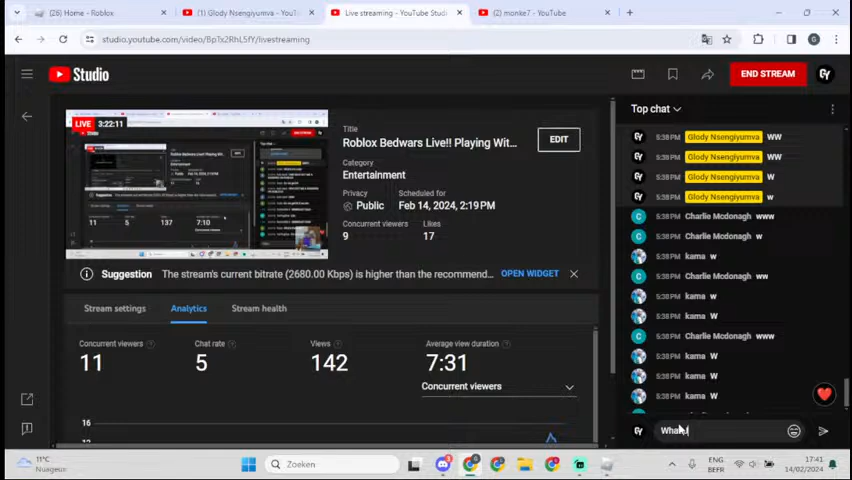 (26) Home - Roblox
(1) Glody Nsengiyumva - YouT
Live streaming - YouTube Stud
(2) monke7 - YouTube
studio.youtube.com/video/BpTx2RhL5fY/livestreaming
Studio
END STREAM
Top chat
LIVE 3:22:11
Title
Roblox Bedwars Live!! Playing Wit...
EDIT
Category
Entertainment
Privacy
Public
Scheduled for
Feb 14, 2024, 2:19 PM
Concurrent viewers
9
Likes
17
Suggestion
The stream's current bitrate (2680.00 Kbps) is higher than the recommend...
OPEN WIDGET
Stream settings
Analytics
Stream health
Concurrent viewers
11
Chat rate
5
Views
142
Average view duration
7:31
Concurrent viewers
16
12
5:38 PM Glody Nsengiyumva WW
5:38 PM Glody Nsengiyumva WW
5:38 PM Glody Nsengiyumva W
5:38 PM Glody Nsengiyumva w
5:38 PM Charlie Mcdonagh www
5:38 PM Charlie Mcdonagh w
5:38 PM kama w
5:38 PM Charlie Mcdonagh ww
5:38 PM kama w
5:38 PM kama W
5:38 PM Charlie Mcdonagh www
5:38 PM kama W
5:38 PM kama W
5:38 PM kama W
11°C
Nuageux
Zoeken
ENG
BEFR
17:41
14/02/2024